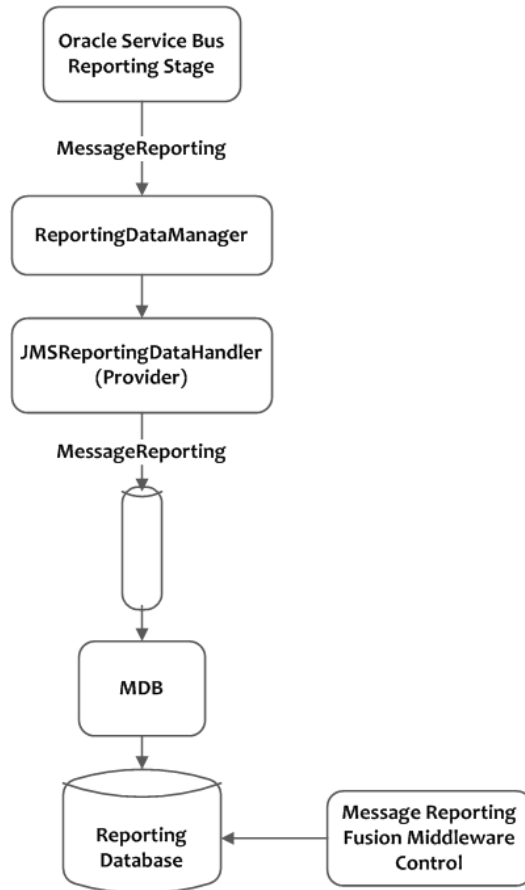 Oracle Service Bus
Reporting Stage
MessageReporting
ReportingDataManager
JMSReportingDataHandler
(Provider)
MessageReporting
MDB
Reporting
Database
Message Reporting
Fusion Middleware
Control